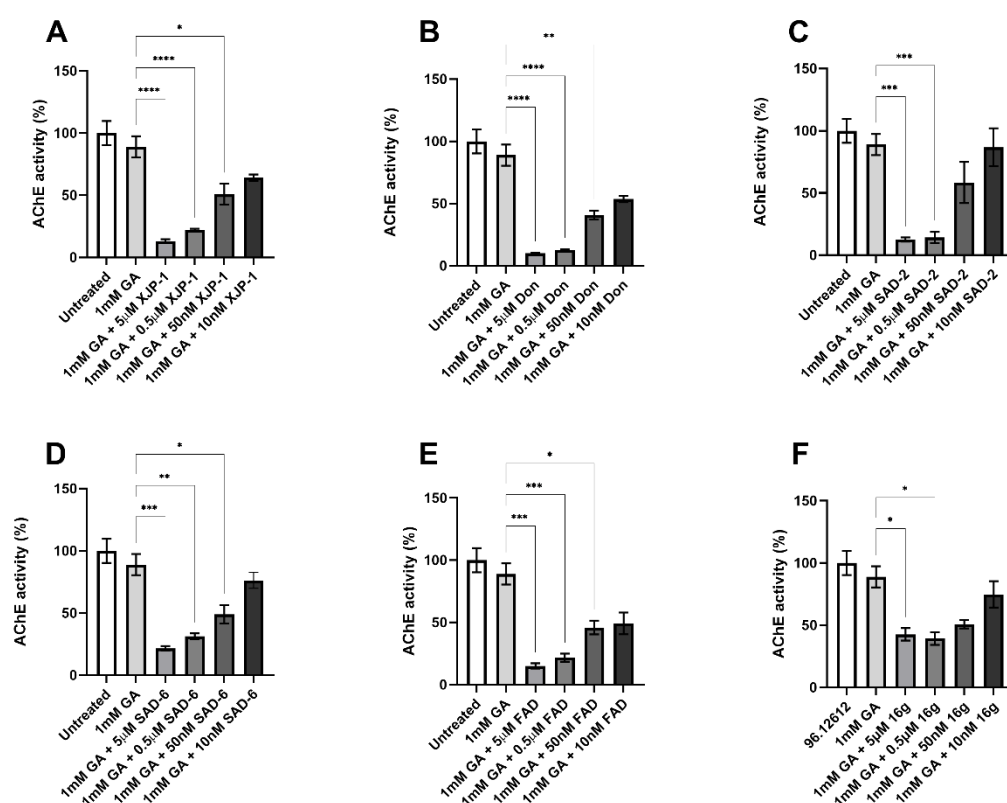 A
*
****
****
AChE activity (%)
150
100
50
0
Untreated
1mM GA
1mM GA + 5μM XJP-1
1mM GA + 0.5μM XJP-1
1mM GA + 50nM XJP-1
1mM GA + 10nM XJP-1
B
**
****
****
AChE activity (%)
150
100
50
0
Untreated
1mM GA
1mM GA + 5μM Don
1mM GA + 0.5μM Don
1mM GA + 50nM Don
1mM GA + 10nM Don
C
***
***
AChE activity (%)
150
100
50
0
Untreated
1mM GA
1mM GA + 5μM SAD-2
1mM GA + 0.5μM SAD-2
1mM GA + 50nM SAD-2
1mM GA + 10nM SAD-2
D
*
**
***
AChE activity (%)
150
100
50
0
Untreated
1mM GA
1mM GA + 5μM SAD-6
1mM GA + 0.5μM SAD-6
1mM GA + 50nM SAD-6
1mM GA + 10nM SAD-6
E
*
***
***
AChE activity (%)
150
100
50
0
Untreated
1mM GA
1mM GA + 5μM FAD
1mM GA + 0.5μM FAD
1mM GA + 50nM FAD
1mM GA + 10nM FAD
F
*
*
AChE activity (%)
150
100
50
0
96.12612
1mM GA
1mM GA + 5μM 16g
1mM GA + 0.5μM 16g
1mM GA + 50nM 16g
1mM GA + 10nM 16g